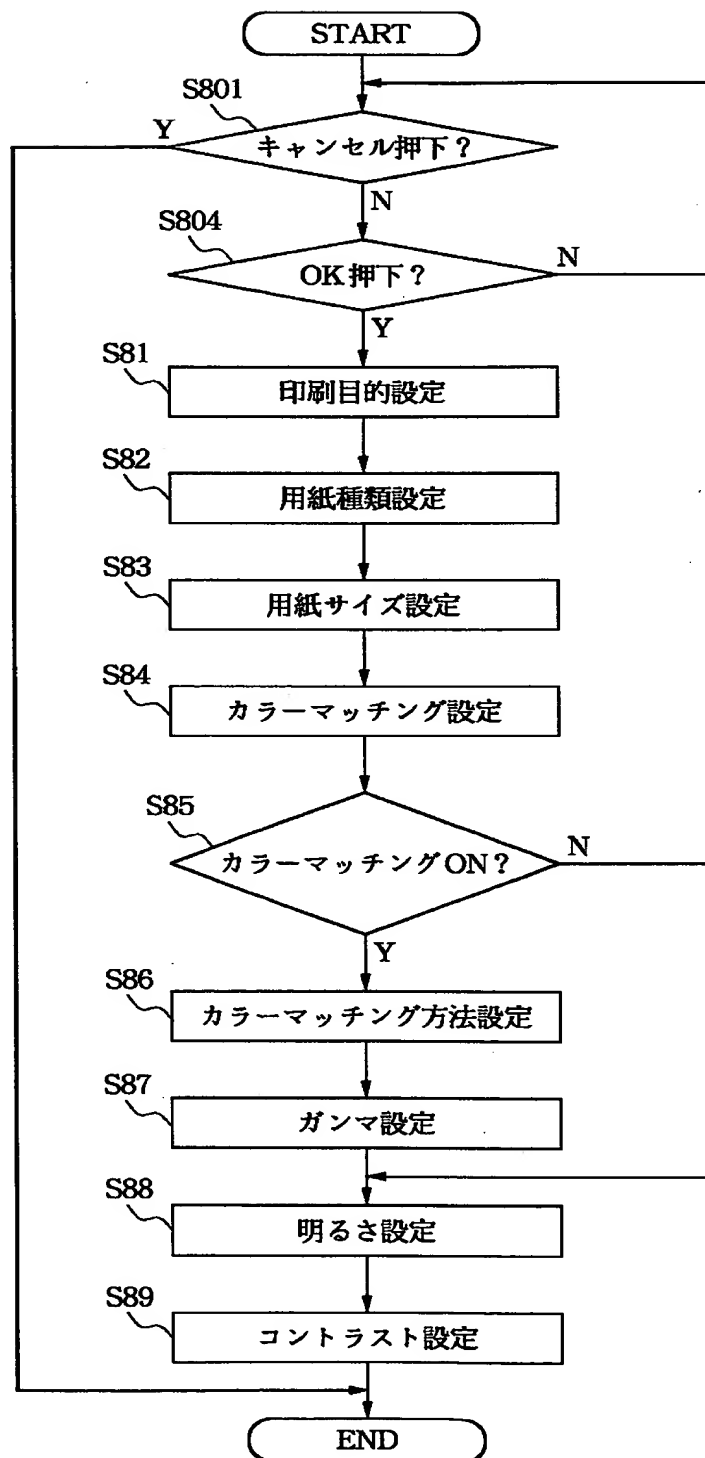 START
S801
Y
キャンセル押下?
N
S804
OK押下?
N
Y
S81
印刷目的設定
S82
用紙種類設定
S83
用紙サイズ設定
S84
カラーマッチング設定
S85
カラーマッチングON?
N
Y
S86
カラーマッチング方法設定
S87
ガンマ設定
S88
明るさ設定
S89
コントラスト設定
END